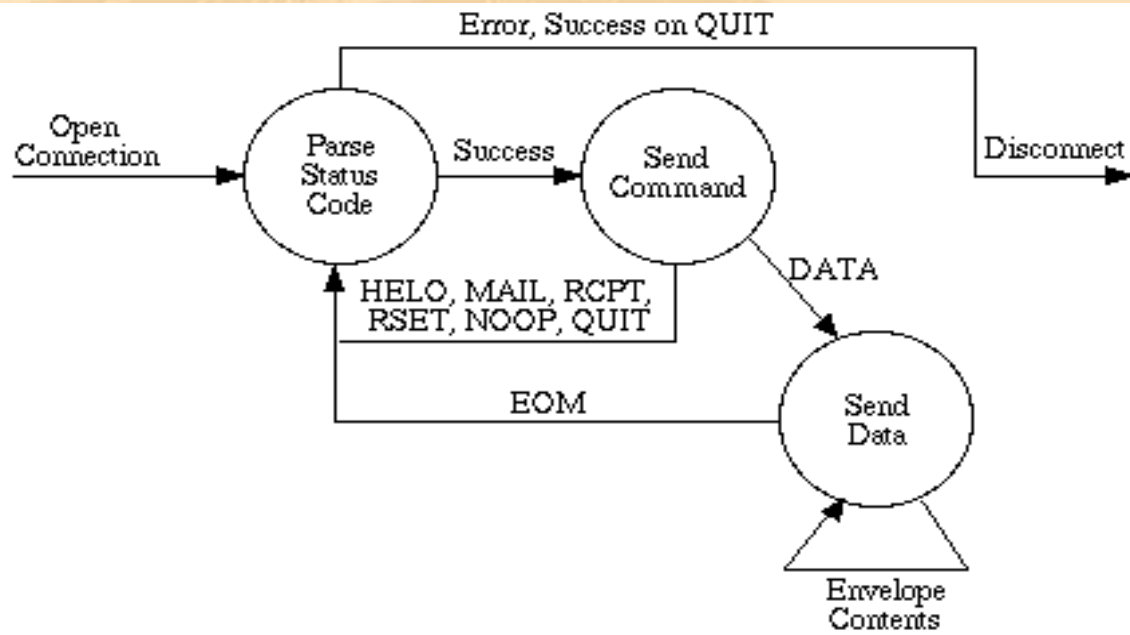 Error, Success on QUIT
Open
Connection
Parse
Status
Code
Success
Send
Command
Disconnect
HELO, MAIL, RCPT,
RSET, NOOP, QUIT
DATA
EOM
Send
Data
Envelope
Contents